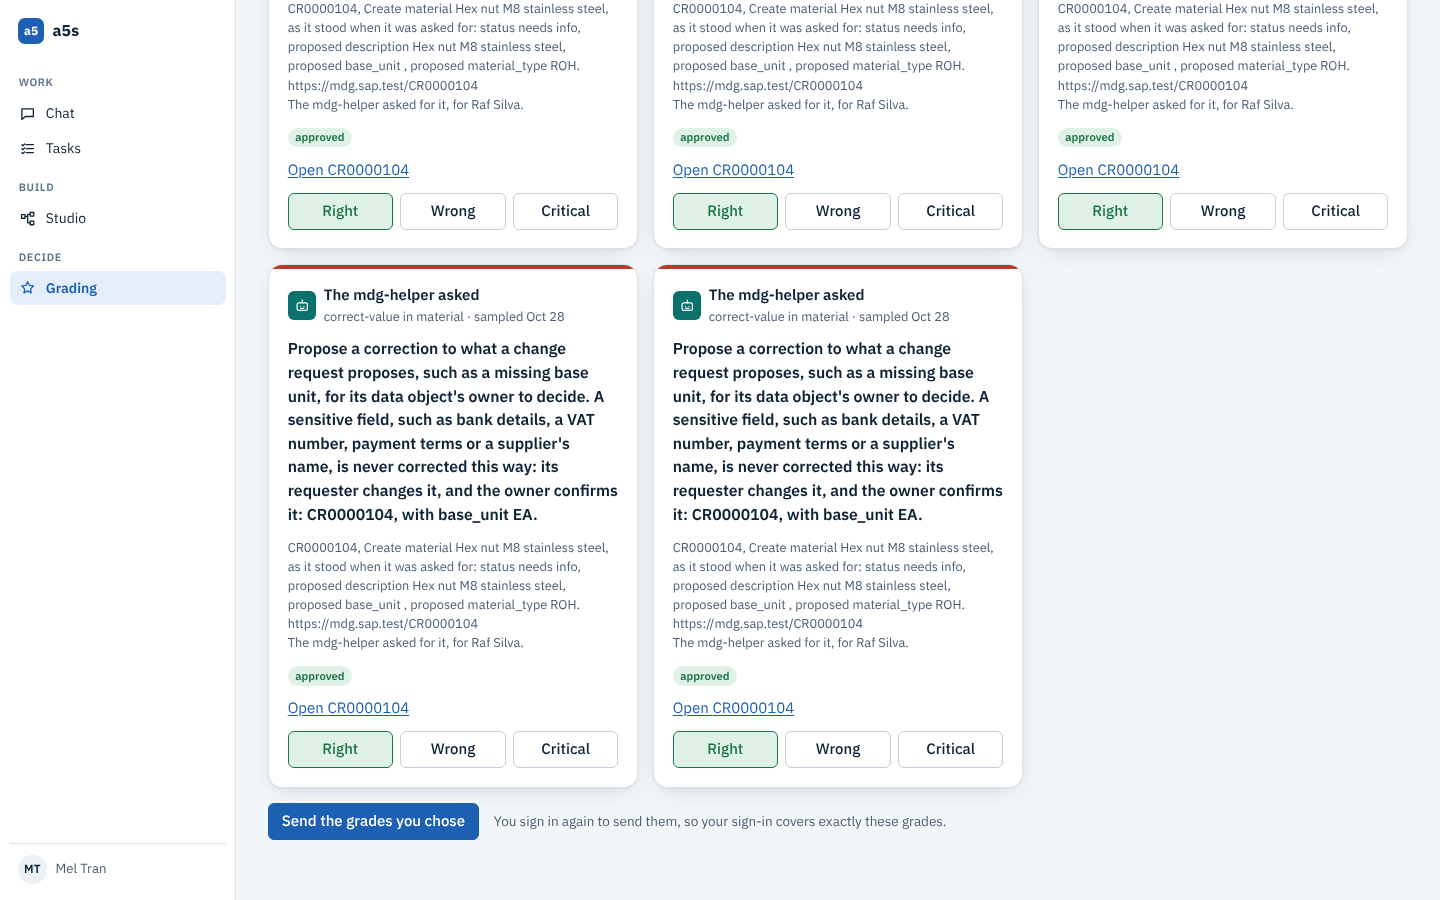 a5 a5s
WORK
Chat
Tasks
BUILD
Studio
DECIDE
Grading
MT Mel Tran
CR0000104, Create material Hex nut M8 stainless steel,
as it stood when it was asked for: status needs info,
proposed description Hex nut M8 stainless steel,
proposed base_unit , proposed material_type ROH.
https://mdg.sap.test/CR0000104
The mdg-helper asked for it, for Raf Silva.
approved
Open CR0000104
Right Wrong Critical
CR0000104, Create material Hex nut M8 stainless steel,
as it stood when it was asked for: status needs info,
proposed description Hex nut M8 stainless steel,
proposed base_unit , proposed material_type ROH.
https://mdg.sap.test/CR0000104
The mdg-helper asked for it, for Raf Silva.
approved
Open CR0000104
Right Wrong Critical
CR0000104, Create material Hex nut M8 stainless steel,
as it stood when it was asked for: status needs info,
proposed description Hex nut M8 stainless steel,
proposed base_unit , proposed material_type ROH.
https://mdg.sap.test/CR0000104
The mdg-helper asked for it, for Raf Silva.
approved
Open CR0000104
Right Wrong Critical
The mdg-helper asked
correct-value in material · sampled Oct 28
Propose a correction to what a change
request proposes, such as a missing base
unit, for its data object's owner to decide. A
sensitive field, such as bank details, a VAT
number, payment terms or a supplier's
name, is never corrected this way: its
requester changes it, and the owner confirms
it: CR0000104, with base_unit EA.
CR0000104, Create material Hex nut M8 stainless steel,
as it stood when it was asked for: status needs info,
proposed description Hex nut M8 stainless steel,
proposed base_unit , proposed material_type ROH.
https://mdg.sap.test/CR0000104
The mdg-helper asked for it, for Raf Silva.
approved
Open CR0000104
Right Wrong Critical
The mdg-helper asked
correct-value in material · sampled Oct 28
Propose a correction to what a change
request proposes, such as a missing base
unit, for its data object's owner to decide. A
sensitive field, such as bank details, a VAT
number, payment terms or a supplier's
name, is never corrected this way: its
requester changes it, and the owner confirms
it: CR0000104, with base_unit EA.
CR0000104, Create material Hex nut M8 stainless steel,
as it stood when it was asked for: status needs info,
proposed description Hex nut M8 stainless steel,
proposed base_unit , proposed material_type ROH.
https://mdg.sap.test/CR0000104
The mdg-helper asked for it, for Raf Silva.
approved
Open CR0000104
Right Wrong Critical
Send the grades you chose
You sign in again to send them, so your sign-in covers exactly these grades.